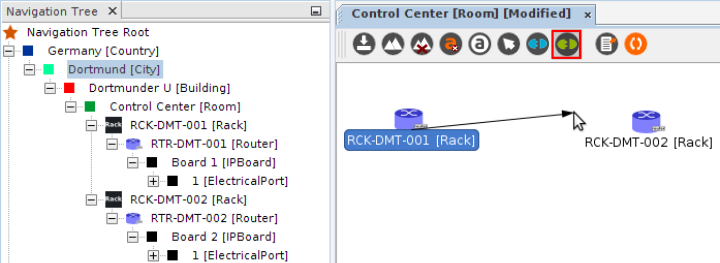 Navigation Tree
Navigation Tree Root
Germany [Country]
Dortmund [City]
Dortmunder U [Building]
Control Center [Room]
Rack RCK-DMT-001 [Rack]
RTR-DMT-001 [Router]
Board 1 [IPBoard]
1 [ElectricalPort]
Rack RCK-DMT-002 [Rack]
RTR-DMT-002 [Router]
Board 2 [IPBoard]
1 [ElectricalPort]
Control Center [Room] [Modified]
RCK-DMT-001 [Rack]
RCK-DMT-002 [Rack]